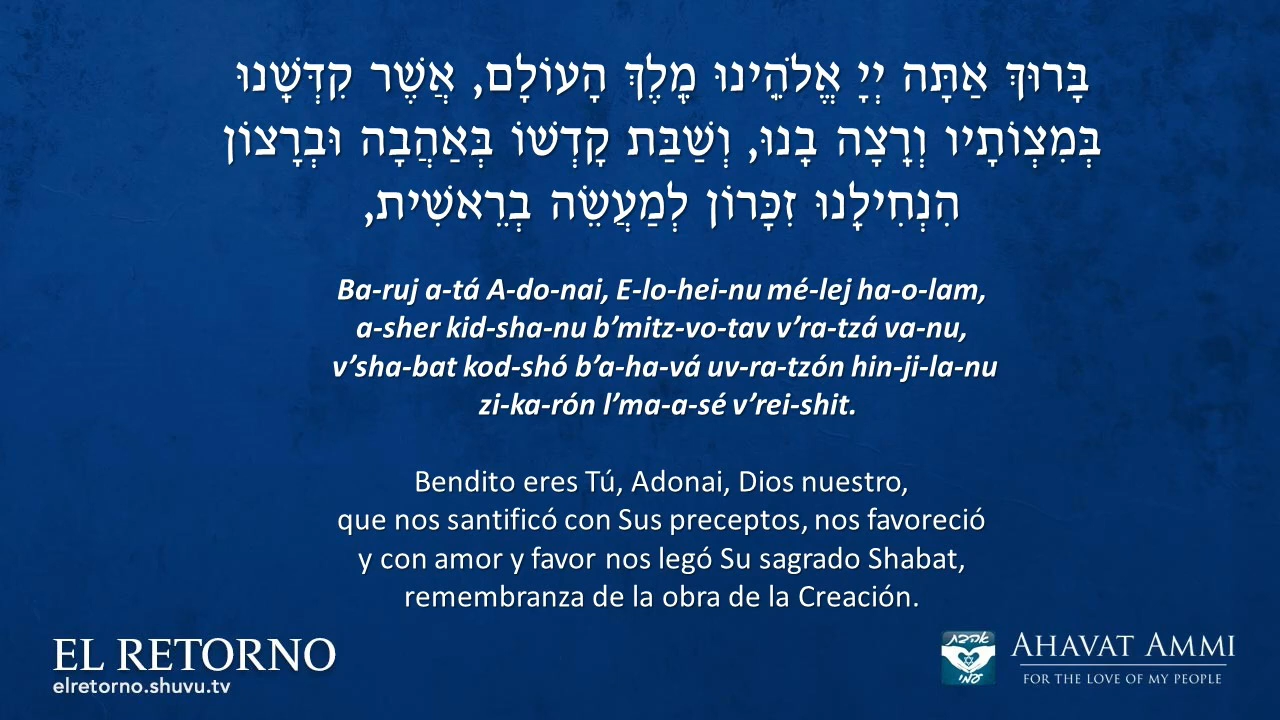 בָּרוּךְ אַתָּה יְיָ אֱלֹהֵֽינוּ מֶֽלֶךְ הָעוֹלָם, אֲשֶׁר קִדְּשָֽׁנוּ
בְּמִצְוֹתָיו וְרָֽצָה בָֽנוּ, וְשַׁבַּת קָדְשׁוֹ בְּאַהֲבָה וּבְרָצוֹן
הִנְחִילָֽנוּ זִכָּרוֹן לְמַעֲשֵׂה בְרֵאשִׁית,
Ba-ruj a-tá A-do-nai, E-lo-hei-nu mé-lej ha-o-lam,
a-sher kid-sha-nu b’mitz-vo-tav v’ra-tzá va-nu,
v’sha-bat kod-shó b’a-ha-vá uv-ra-tzón hin-ji-la-nu
zi-ka-rón l’ma-a-sé v’rei-shit.
Bendito eres Tú, Adonai, Dios nuestro,
que nos santificó con Sus preceptos, nos favoreció
y con amor y favor nos legó Su sagrado Shabat,
remembranza de la obra de la Creación.
EL RETORNO
elretorno.shuvu.tv
אהבת
עמי
AHAVAT AMMI
FOR THE LOVE OF MY PEOPLE